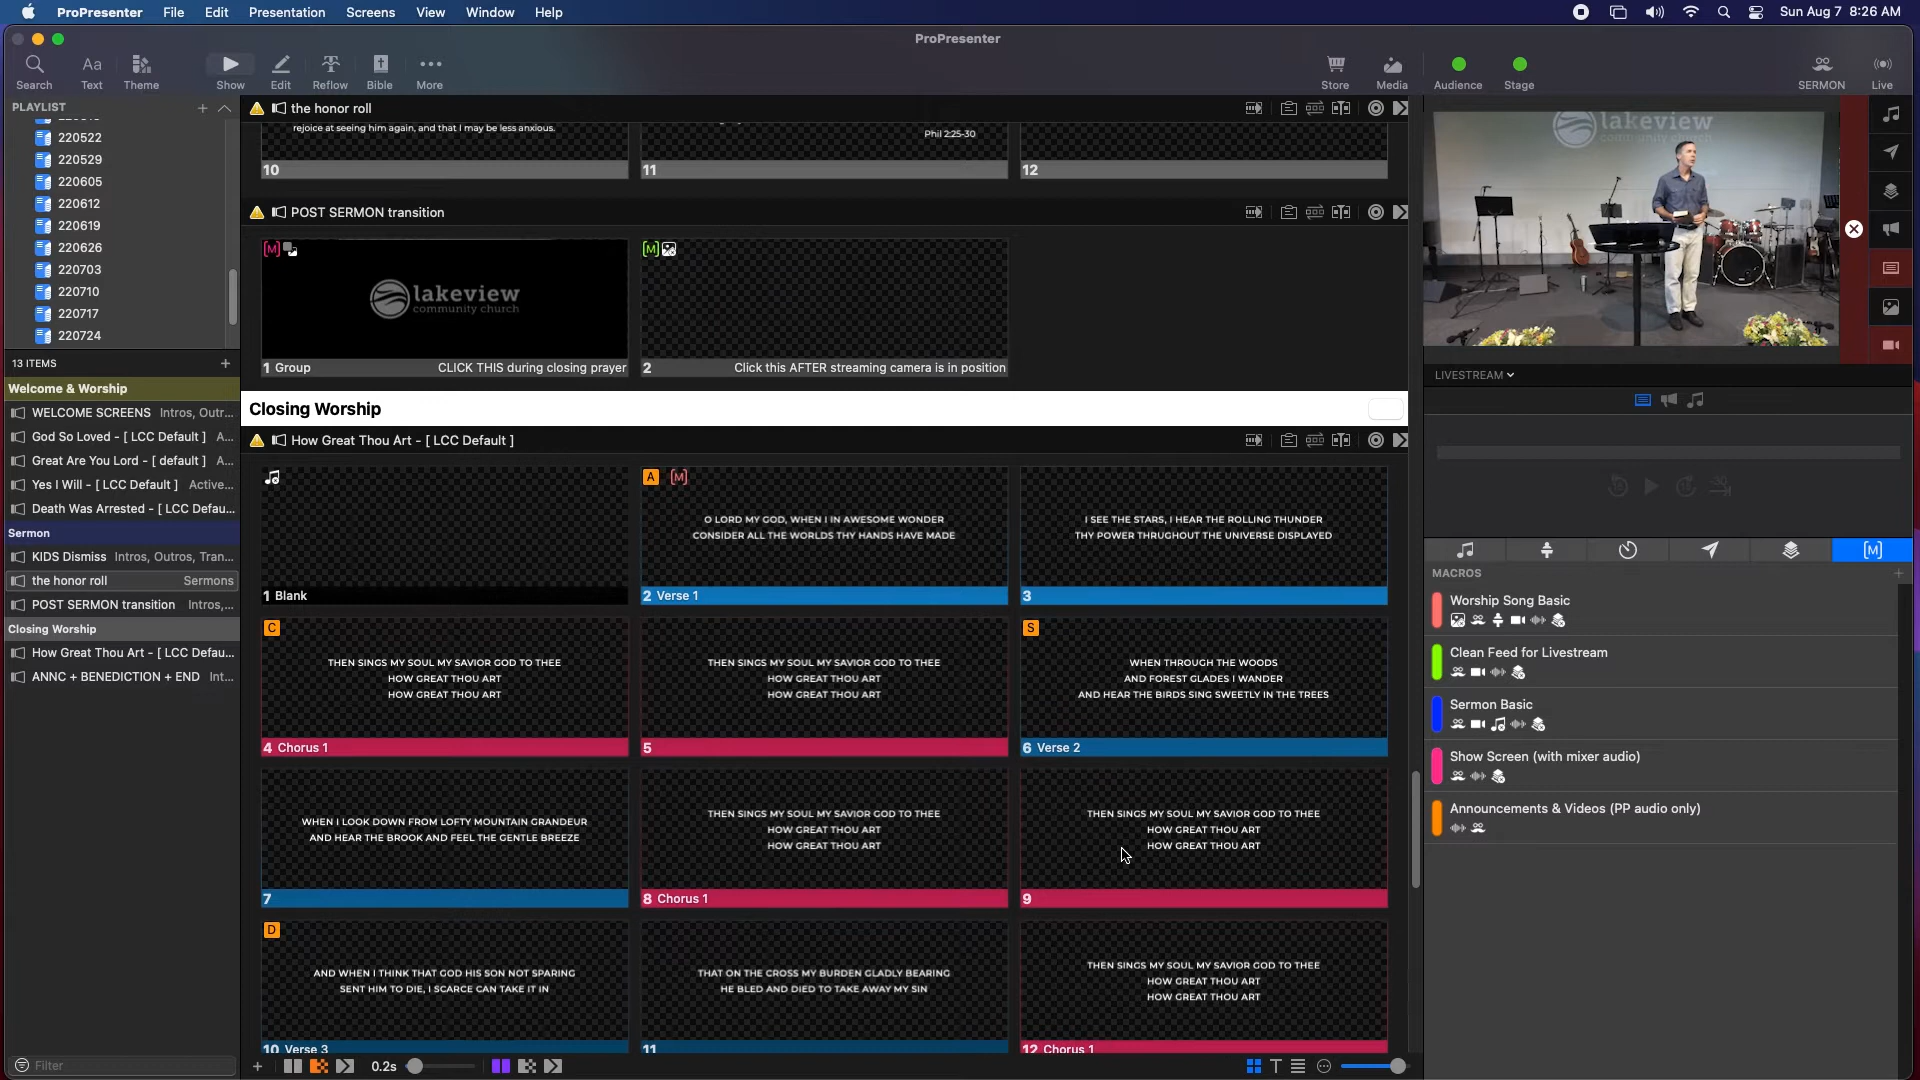 ProPresenter File Edit Presentation Screens View Window Help
Sun Aug 7 8:26 AM
ProPresenter
Search Text Theme Show Edit Reflow Bible More
Store Media Audience Stage SERMON Live
PLAYLIST
220522
220529
220605
220612
220619
220626
220703
220710
220717
220724
13 ITEMS
Welcome & Worship
WELCOME SCREENS Intros, Outr...
God So Loved - [ LCC Default ] A...
Great Are You Lord - [ default ] A...
Yes I Will - [ LCC Default ] Active...
Death Was Arrested - [ LCC Defau...
Sermon
KIDS Dismiss Intros, Outros, Tran...
the honor roll Sermons
POST SERMON transition Intros,...
Closing Worship
How Great Thou Art - [ LCC Defau...
ANNC + BENEDICTION + END Int...
Filter
the honor roll
rejoice at seeing him again, and that I may be less anxious.
Phil 2:25-30
10
11
12
POST SERMON transition
[M]
lakeview
community church
1 Group CLICK THIS during closing prayer
[M]
2 Click this AFTER streaming camera is in position
Closing Worship
How Great Thou Art - [ LCC Default ]
1 Blank
A [M]
O LORD MY GOD, WHEN I IN AWESOME WONDER
CONSIDER ALL THE WORLDS THY HANDS HAVE MADE
2 Verse 1
I SEE THE STARS, I HEAR THE ROLLING THUNDER
THY POWER THRUGHOUT THE UNIVERSE DISPLAYED
3
C
THEN SINGS MY SOUL MY SAVIOR GOD TO THEE
HOW GREAT THOU ART
HOW GREAT THOU ART
4 Chorus 1
THEN SINGS MY SOUL MY SAVIOR GOD TO THEE
HOW GREAT THOU ART
HOW GREAT THOU ART
5
S
WHEN THROUGH THE WOODS
AND FOREST GLADES I WANDER
AND HEAR THE BIRDS SING SWEETLY IN THE TREES
6 Verse 2
WHEN I LOOK DOWN FROM LOFTY MOUNTAIN GRANDEUR
AND HEAR THE BROOK AND FEEL THE GENTLE BREEZE
7
THEN SINGS MY SOUL MY SAVIOR GOD TO THEE
HOW GREAT THOU ART
HOW GREAT THOU ART
8 Chorus 1
THEN SINGS MY SOUL MY SAVIOR GOD TO THEE
HOW GREAT THOU ART
HOW GREAT THOU ART
9
D
AND WHEN I THINK THAT GOD HIS SON NOT SPARING
SENT HIM TO DIE, I SCARCE CAN TAKE IT IN
10 Verse 3
THAT ON THE CROSS MY BURDEN GLADLY BEARING
HE BLED AND DIED TO TAKE AWAY MY SIN
11
THEN SINGS MY SOUL MY SAVIOR GOD TO THEE
HOW GREAT THOU ART
HOW GREAT THOU ART
12 Chorus 1
0.2s
lakeview
community church
LIVESTREAM
[M]
MACROS
Worship Song Basic
Clean Feed for Livestream
Sermon Basic
Show Screen (with mixer audio)
Announcements & Videos (PP audio only)